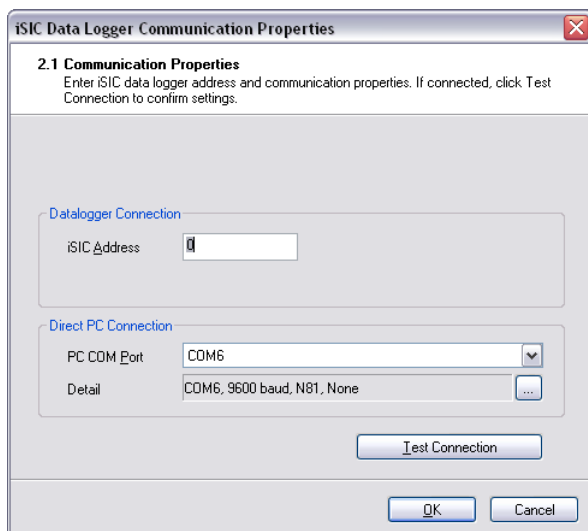 iSIC Data Logger Communication Properties
2.1 Communication Properties
Enter iSIC data logger address and communication properties. If connected, click Test
Connection to confirm settings.
Datalogger Connection
iSIC Address
0
Direct PC Connection
PC COM Port
COM6
Detail
COM6, 9600 baud, N81, None
...
Test Connection
OK
Cancel